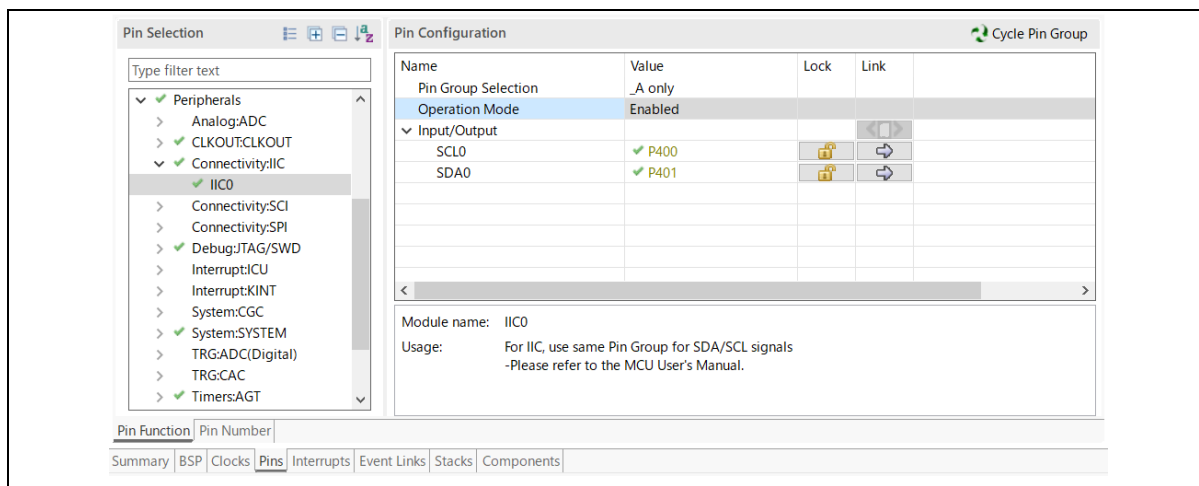 Pin Selection
Type filter text
Peripherals
Analog:ADC
CLKOUT:CLKOUT
Connectivity:IIC
IIC0
Connectivity:SCI
Connectivity:SPI
Debug:JTAG/SWD
Interrupt:ICU
Interrupt:KINT
System:CGC
System:SYSTEM
TRG:ADC(Digital)
TRG:CAC
Timers:AGT
Pin Configuration
Cycle Pin Group
Name Value Lock Link
Pin Group Selection _A only
Operation Mode Enabled
Input/Output
SCL0 P400
SDA0 P401
Module name: IIC0
Usage: For IIC, use same Pin Group for SDA/SCL signals
-Please refer to the MCU User's Manual.
Pin Function Pin Number
Summary BSP Clocks Pins Interrupts Event Links Stacks Components